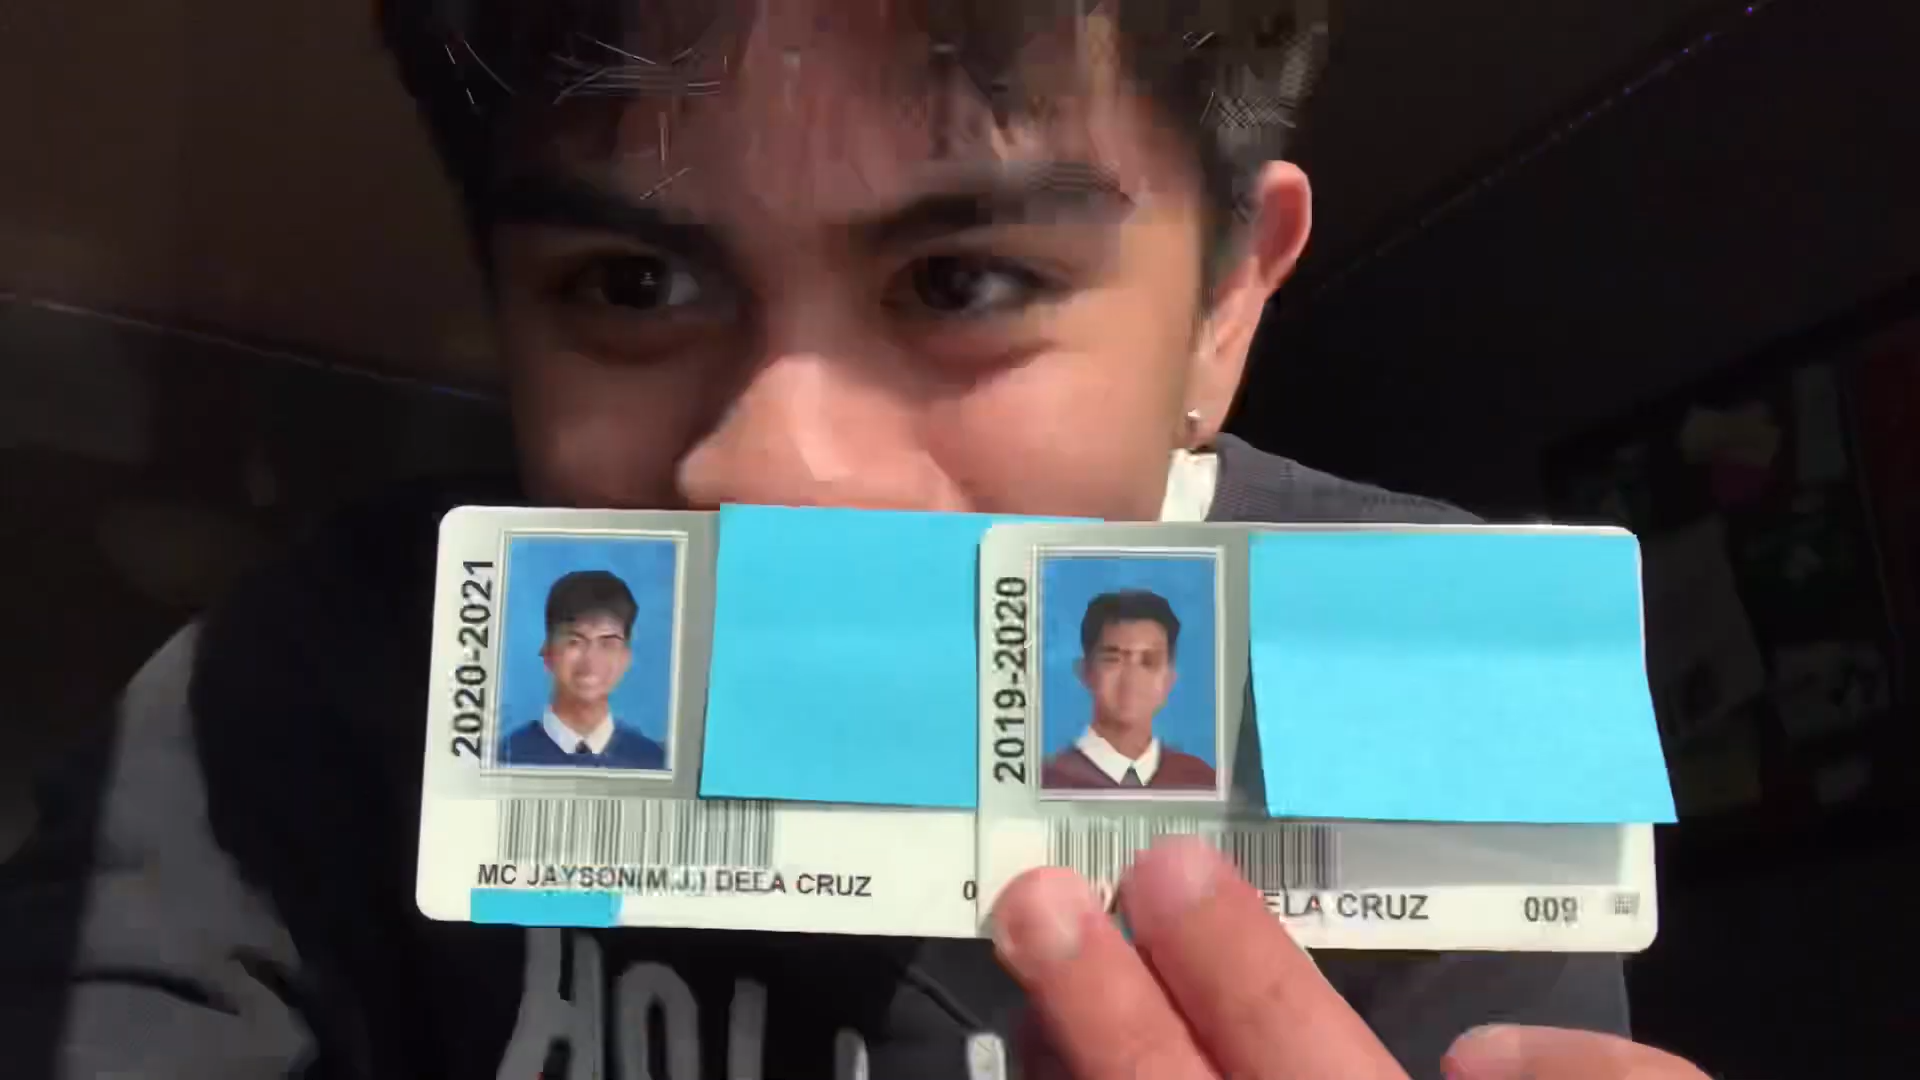 2020-2021
MC JAYSON(M.J.) DELA CRUZ
2019-2020
ELA CRUZ
009